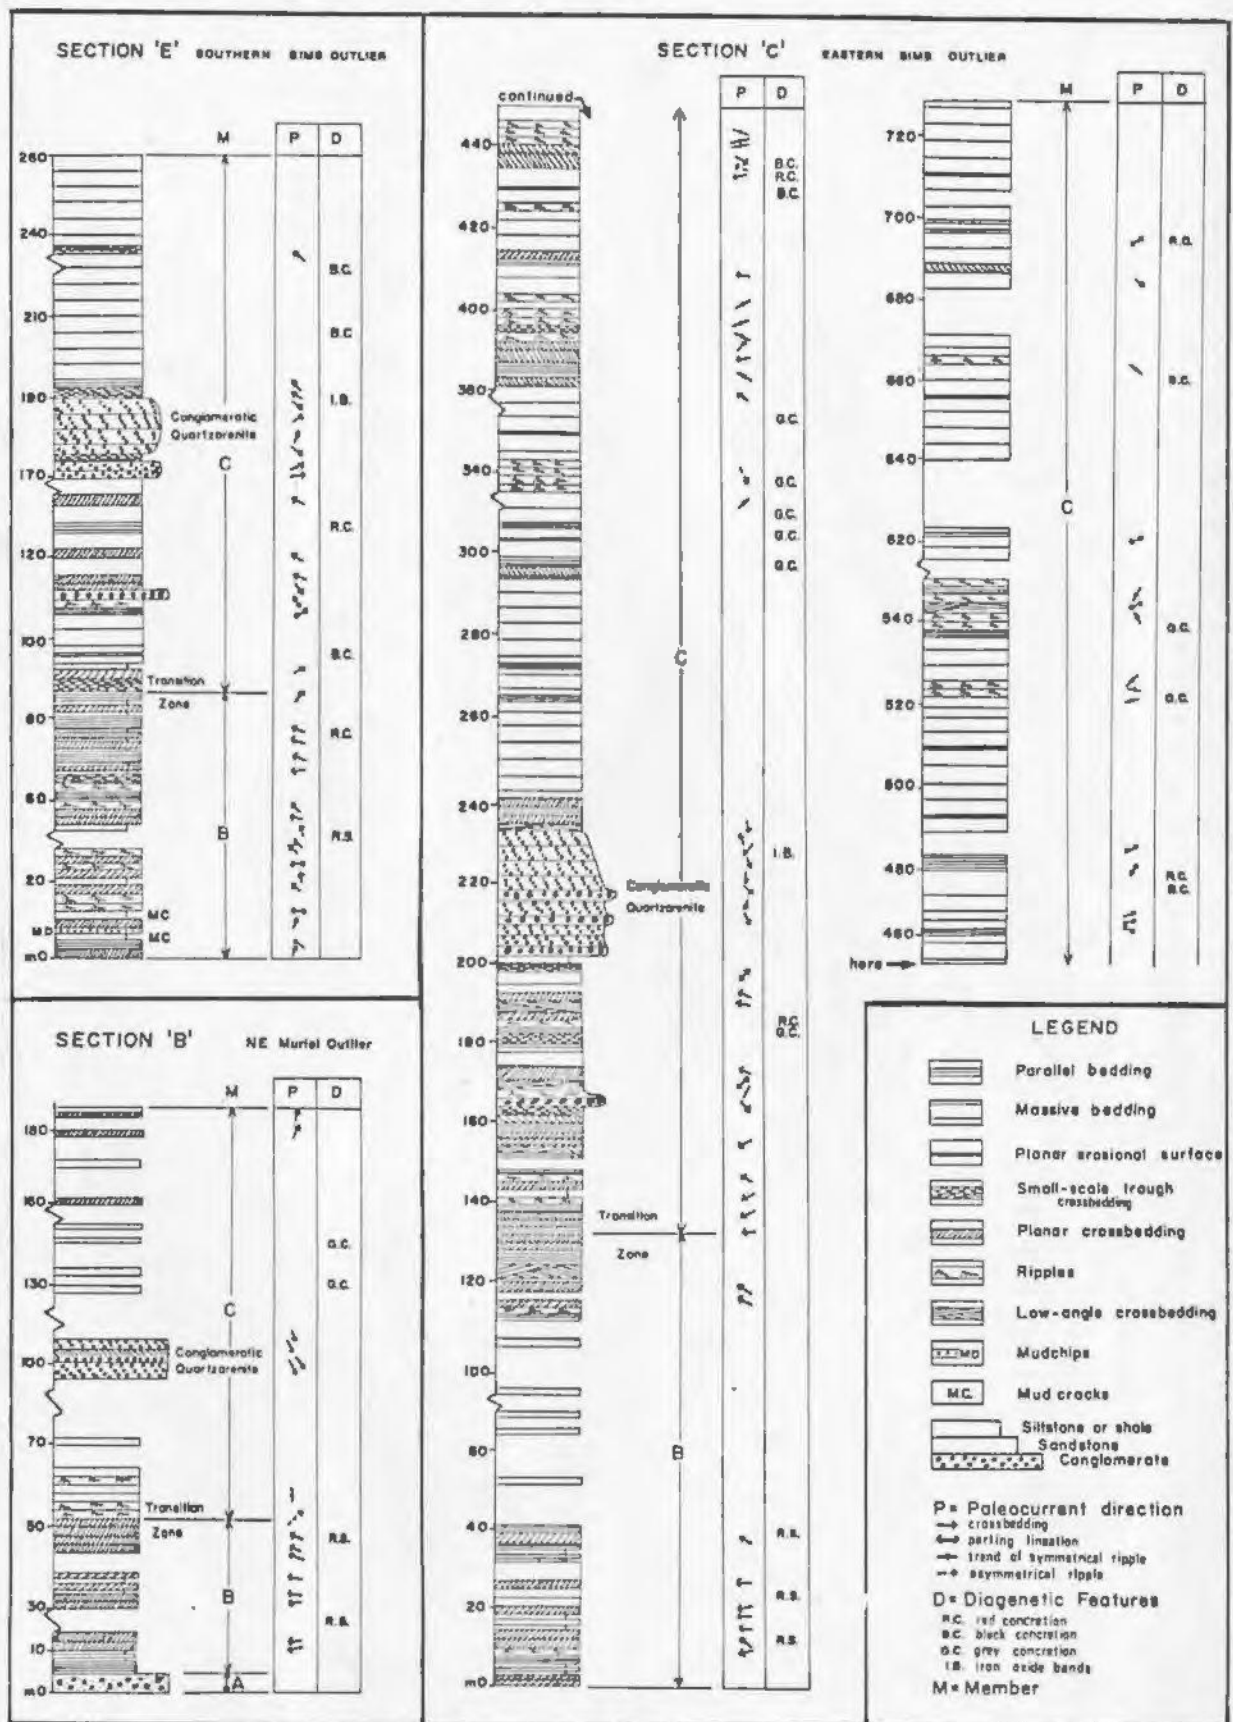 SECTION 'E' SOUTHERN BIMB OUTLIER
M P D
260
240
B.C.
210
B.C
190
I.B.
Conglomeratic
Quartzarenite
C
170
R.C.
120
100
B.C.
Transition
Zone
80
R.C.
60
B
R.S.
20
MC
MD
MC
m0
SECTION 'B' NE Muriel Outlier
M P D
180
160
G.C.
130
G.C.
C
Conglomeratic
100
Quartzarenite
70
Transition
50
Zone
R.S.
B
30
R.S.
10
A
m0
SECTION 'C' EASTERN BIMB OUTLIER
P D
continued
440
B.C.
R.C.
B.C.
420
400
380
G.C.
340
G.C.
G.C.
G.C.
300
G.C.
280
C
260
240
I.B.
220
Conglomeratic
Quartzarenite
200
R.C.
G.C.
180
160
140
Transition
Zone
120
100
B
60
40
R.S.
R.S.
20
R.S.
m0
M P D
720
700
R.C.
680
660
B.C.
640
C
620
540
G.C.
G.C.
520
500
480
R.C.
B.C.
460
here
LEGEND
Parallel bedding
Massive bedding
Planar erosional surface
Small-scale trough
crossbedding
Planar crossbedding
Ripples
Low-angle crossbedding
MD Mudchips
M.C. Mud cracks
Siltstone or shale
Sandstone
Conglomerate
P= Paleocurrent direction
crossbedding
parting lineation
trend of symmetrical ripple
asymmetrical ripple
D= Diagenetic Features
R.C. red concretion
B.C. black concretion
G.C. grey concretion
I.B. iron oxide bands
M= Member